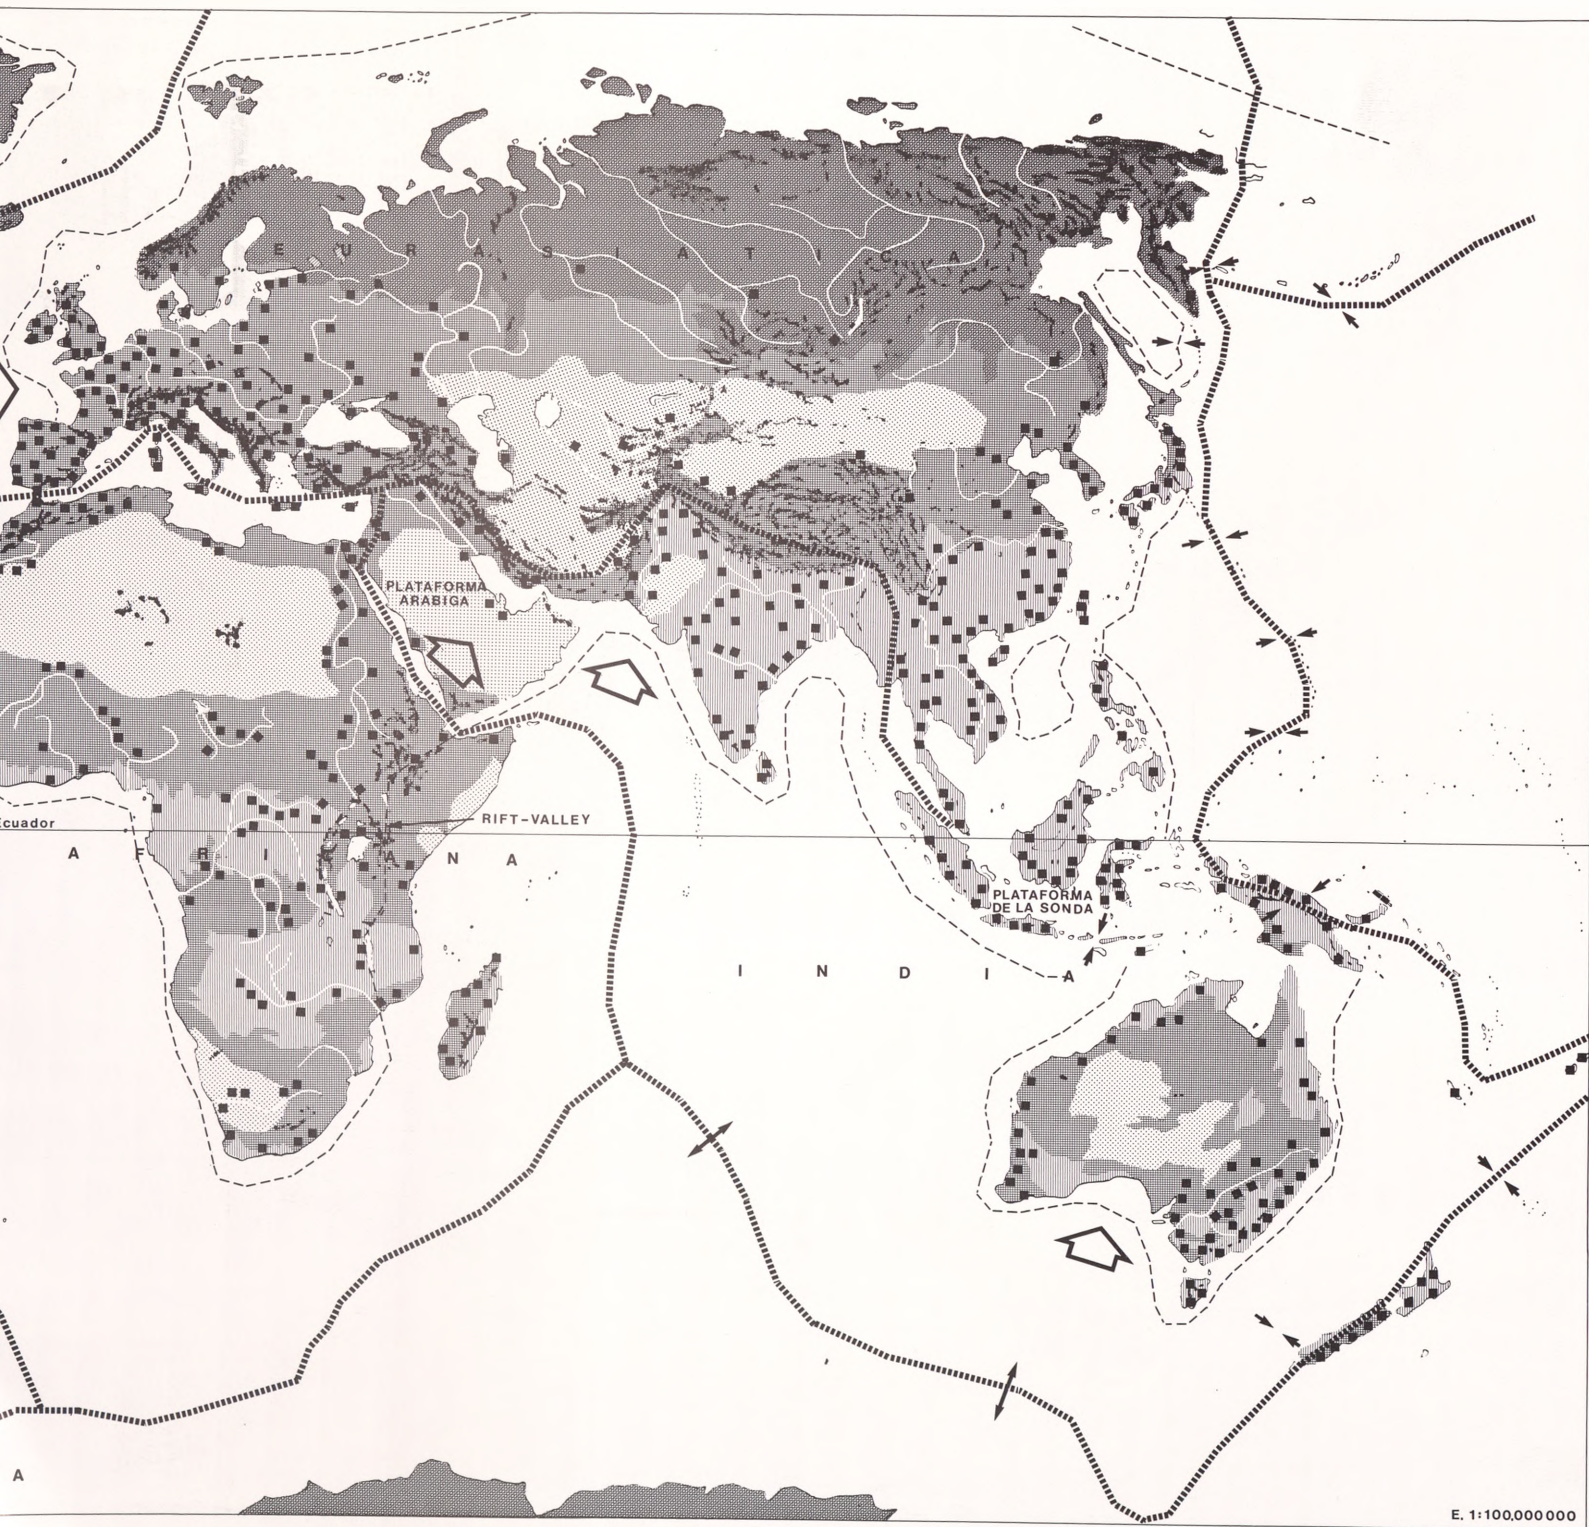 E U R A S I A T I C A
PLATAFORMA
ARABIGA
Ecuador
RIFT-VALLEY
A F R I C A N A
PLATAFORMA
DE LA SONDA
I N D I A
A
E. 1:100,000 000